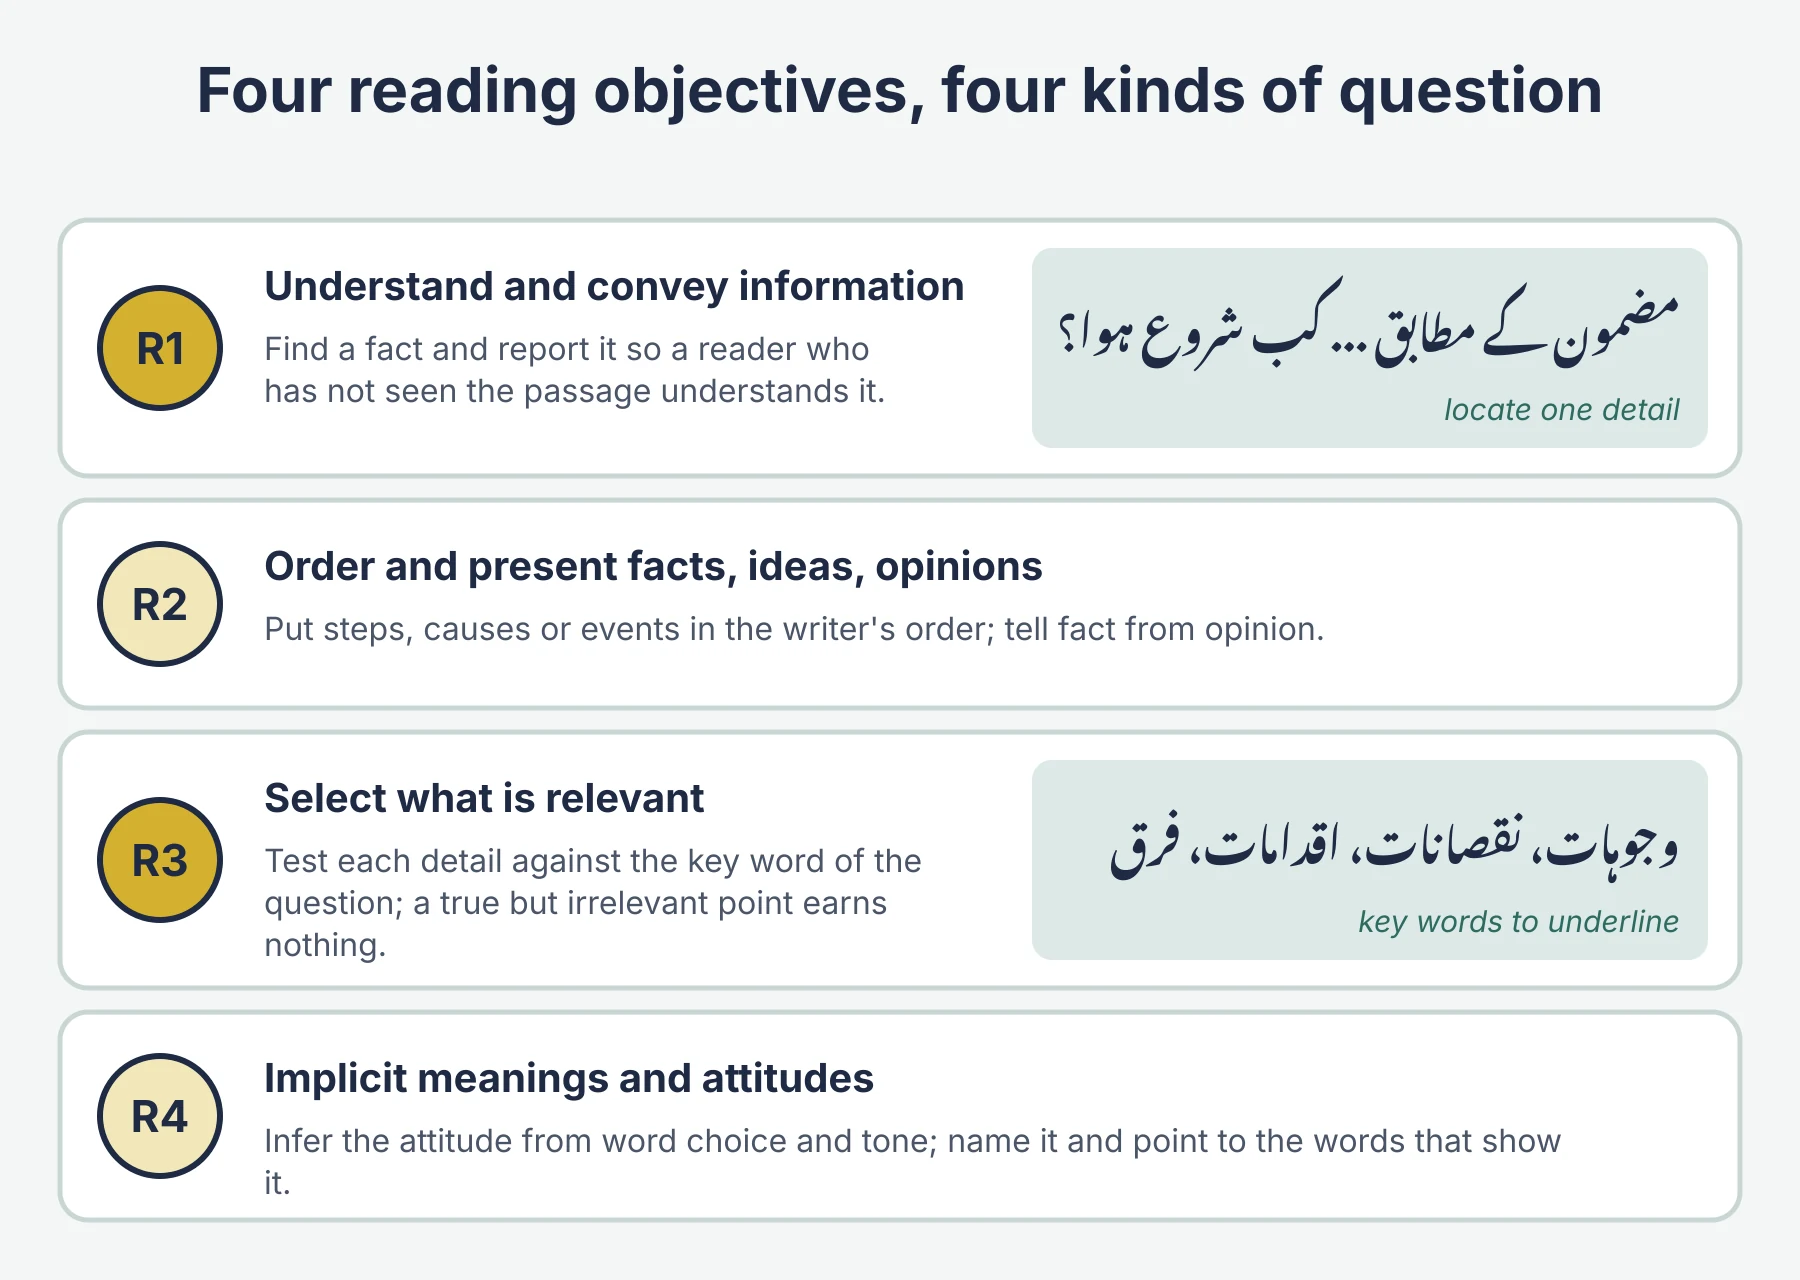 Four reading objectives, four kinds of question
R1
Understand and convey information
Find a fact and report it so a reader who
has not seen the passage understands it.
مضمون کے مطابق ... کب شروع ہوا؟
locate one detail
R2
Order and present facts, ideas, opinions
Put steps, causes or events in the writer's order; tell fact from opinion.
R3
Select what is relevant
Test each detail against the key word of the
question; a true but irrelevant point earns
nothing.
وجوہات، نقصانات، اقدامات، فرق
key words to underline
R4
Implicit meanings and attitudes
Infer the attitude from word choice and tone; name it and point to the words that show
it.